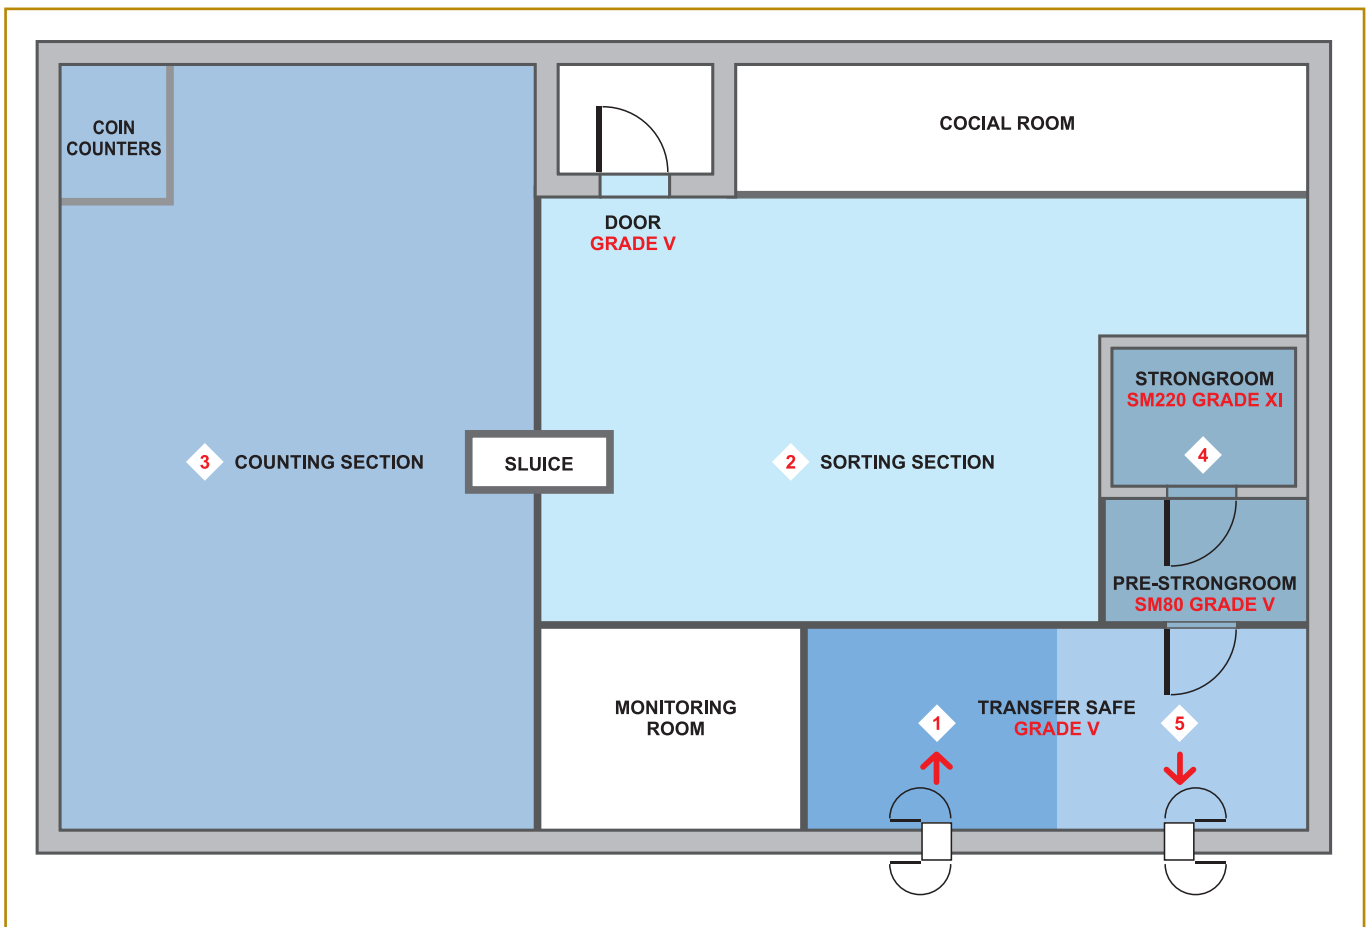 COIN
COUNTERS
COCIAL ROOM
DOOR
GRADE V
STRONGROOM
SM220 GRADE XI
4
3 COUNTING SECTION
SLUICE
2 SORTING SECTION
PRE-STRONGROOM
SM80 GRADE V
MONITORING
ROOM
1
TRANSFER SAFE
GRADE V
5